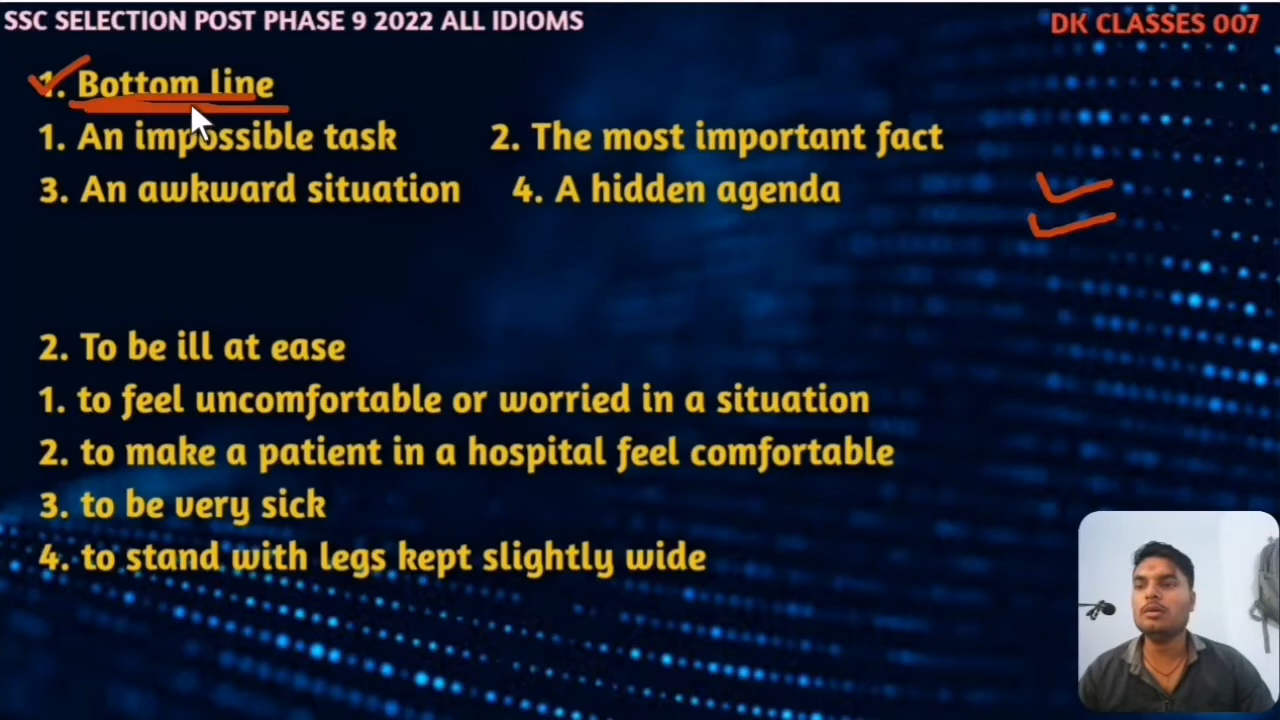 SSC SELECTION POST PHASE 9 2022 ALL IDIOMS DK CLASSES 007
1. Bottom line
1. An impossible task 2. The most important fact
3. An awkward situation 4. A hidden agenda
2. To be ill at ease
1. to feel uncomfortable or worried in a situation
2. to make a patient in a hospital feel comfortable
3. to be very sick
4. to stand with legs kept slightly wide